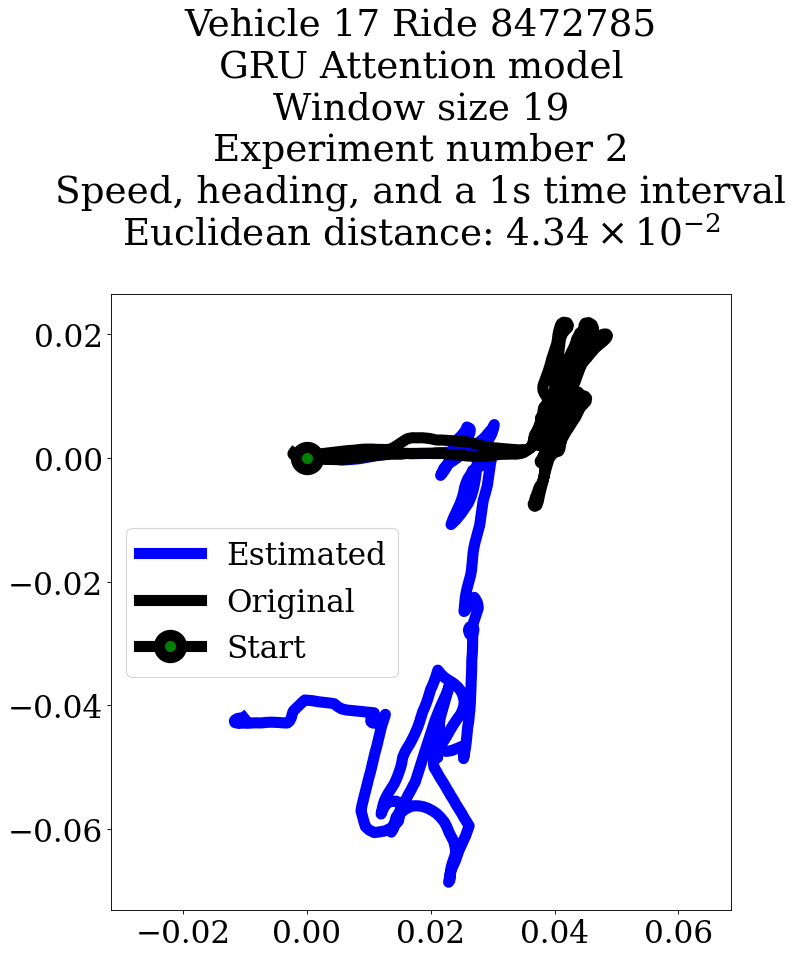 Vehicle 17 Ride 8472785
GRU Attention model
Window size 19
Experiment number 2
Speed, heading, and a 1s time interval
Euclidean distance: 4.34 × 10⁻²
0.02
0.00
−0.02
−0.04
−0.06
Estimated
Original
Start
−0.02 0.00 0.02 0.04 0.06